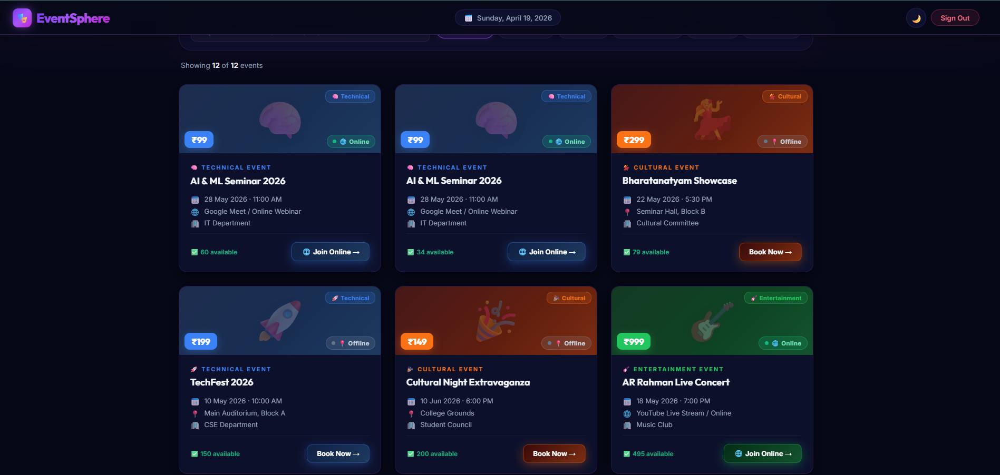 EventSphere
Sunday, April 19, 2026
Sign Out
Showing 12 of 12 events
Technical
₹99
Online
TECHNICAL EVENT
AI & ML Seminar 2026
28 May 2026 · 11:00 AM
Google Meet / Online Webinar
IT Department
60 available
Join Online →
Technical
₹99
Online
TECHNICAL EVENT
AI & ML Seminar 2026
28 May 2026 · 11:00 AM
Google Meet / Online Webinar
IT Department
34 available
Join Online →
Cultural
₹299
Offline
CULTURAL EVENT
Bharatanatyam Showcase
22 May 2026 · 5:30 PM
Seminar Hall, Block B
Cultural Committee
79 available
Book Now →
Technical
₹199
Offline
TECHNICAL EVENT
TechFest 2026
10 May 2026 · 10:00 AM
Main Auditorium, Block A
CSE Department
150 available
Book Now →
Cultural
₹149
Offline
CULTURAL EVENT
Cultural Night Extravaganza
10 Jun 2026 · 6:00 PM
College Grounds
Student Council
200 available
Book Now →
Entertainment
₹999
Online
ENTERTAINMENT EVENT
AR Rahman Live Concert
18 May 2026 · 7:00 PM
YouTube Live Stream / Online
Music Club
495 available
Join Online →